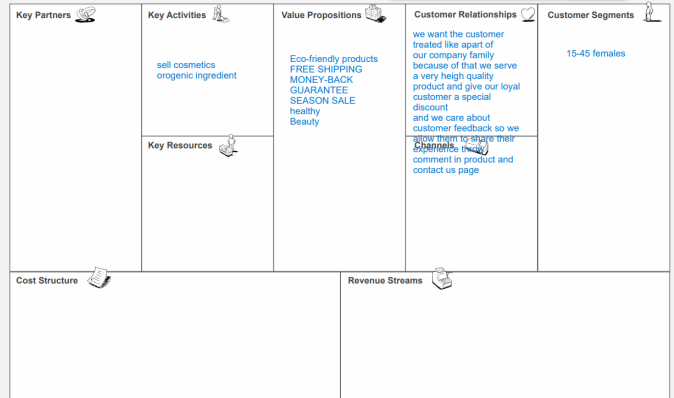 Key Partners
Key Activities
Value Propositions
Customer Relationships
Customer Segments
sell cosmetics
orogenic ingredient
Eco-friendly products
FREE SHIPPING
MONEY-BACK
GUARANTEE
SEASON SALE
healthy
Beauty
we want the customer
treated like apart of
our company family
because of that we serve
a very heigh quality
product and give our loyal
customer a special
discount
and we care about
customer feedback so we
allow them to share their
experience throw
comment in product and
contact us page
15-45 females
Key Resources
Channels
Cost Structure
Revenue Streams